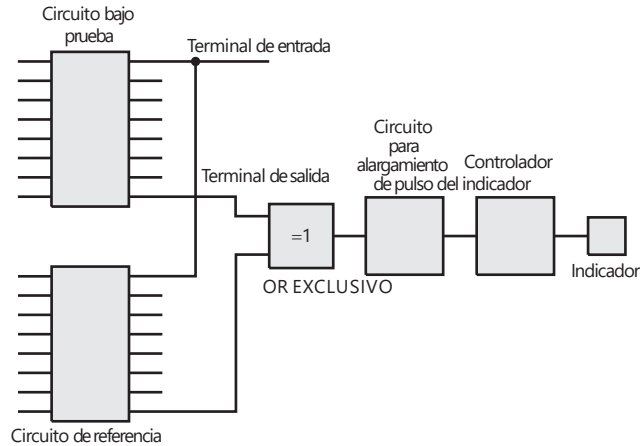 Circuito bajo
prueba
Terminal de entrada
Circuito
para
alargamiento
de pulso
Controlador
del indicador
Terminal de salida
=1
OR EXCLUSIVO
Indicador
Circuito de referencia